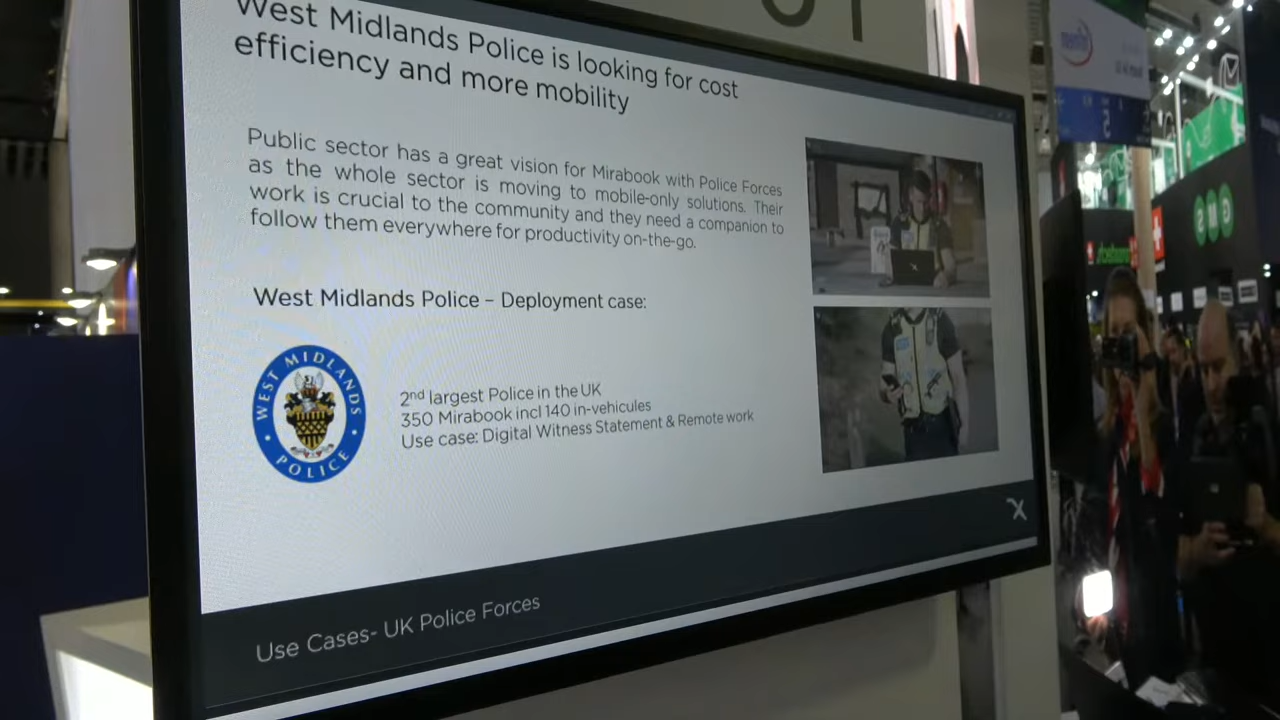 West Midlands Police is looking for cost
efficiency and more mobility
Public sector has a great vision for Mirabook with Police Forces
as the whole sector is moving to mobile-only solutions. Their
work is crucial to the community and they need a companion to
follow them everywhere for productivity on-the-go.
West Midlands Police – Deployment case:
WEST MIDLANDS
POLICE
2nd largest Police in the UK
350 Mirabook incl 140 in-vehicules
Use case: Digital Witness Statement & Remote work
Use Cases- UK Police Forces